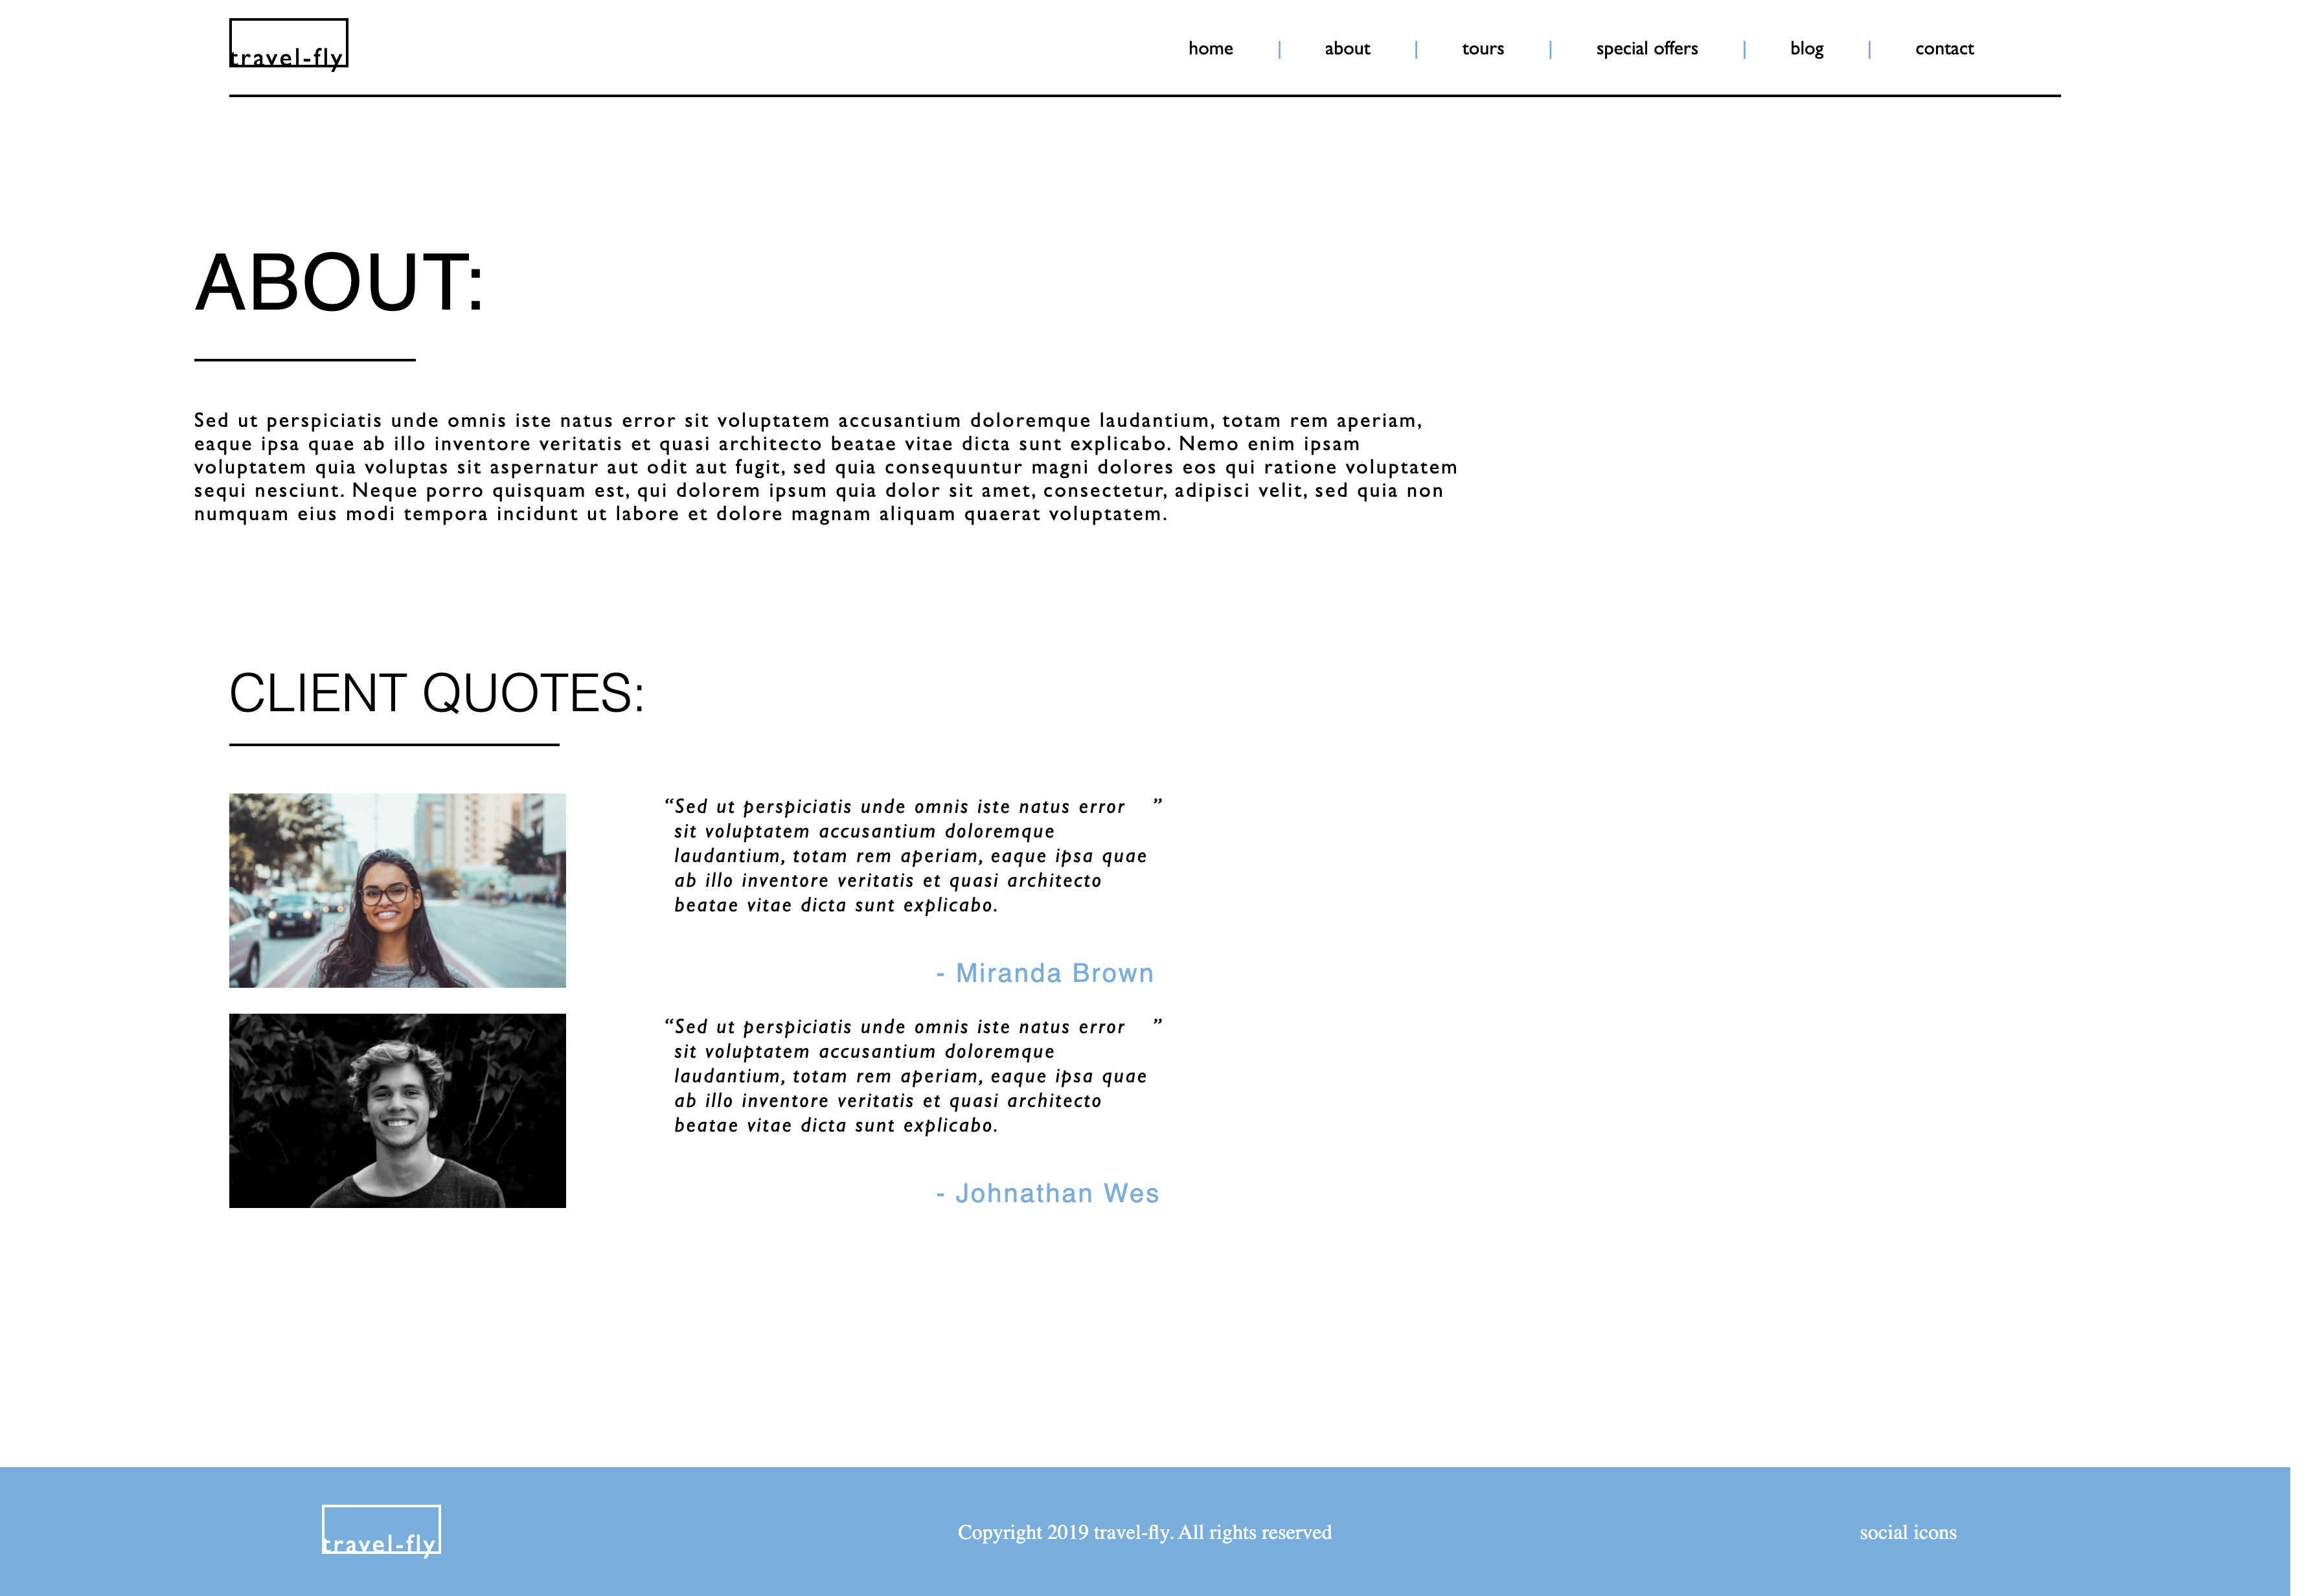 travel-fly
home | about | tours | special offers | blog | contact
ABOUT:
Sed ut perspiciatis unde omnis iste natus error sit voluptatem accusantium doloremque laudantium, totam rem aperiam,
eaque ipsa quae ab illo inventore veritatis et quasi architecto beatae vitae dicta sunt explicabo. Nemo enim ipsam
voluptatem quia voluptas sit aspernatur aut odit aut fugit, sed quia consequuntur magni dolores eos qui ratione voluptatem
sequi nesciunt. Neque porro quisquam est, qui dolorem ipsum quia dolor sit amet, consectetur, adipisci velit, sed quia non
numquam eius modi tempora incidunt ut labore et dolore magnam aliquam quaerat voluptatem.
CLIENT QUOTES:
“Sed ut perspiciatis unde omnis iste natus error ”
sit voluptatem accusantium doloremque
laudantium, totam rem aperiam, eaque ipsa quae
ab illo inventore veritatis et quasi architecto
beatae vitae dicta sunt explicabo.
- Miranda Brown
“Sed ut perspiciatis unde omnis iste natus error ”
sit voluptatem accusantium doloremque
laudantium, totam rem aperiam, eaque ipsa quae
ab illo inventore veritatis et quasi architecto
beatae vitae dicta sunt explicabo.
- Johnathan Wes
travel-fly
Copyright 2019 travel-fly. All rights reserved
social icons